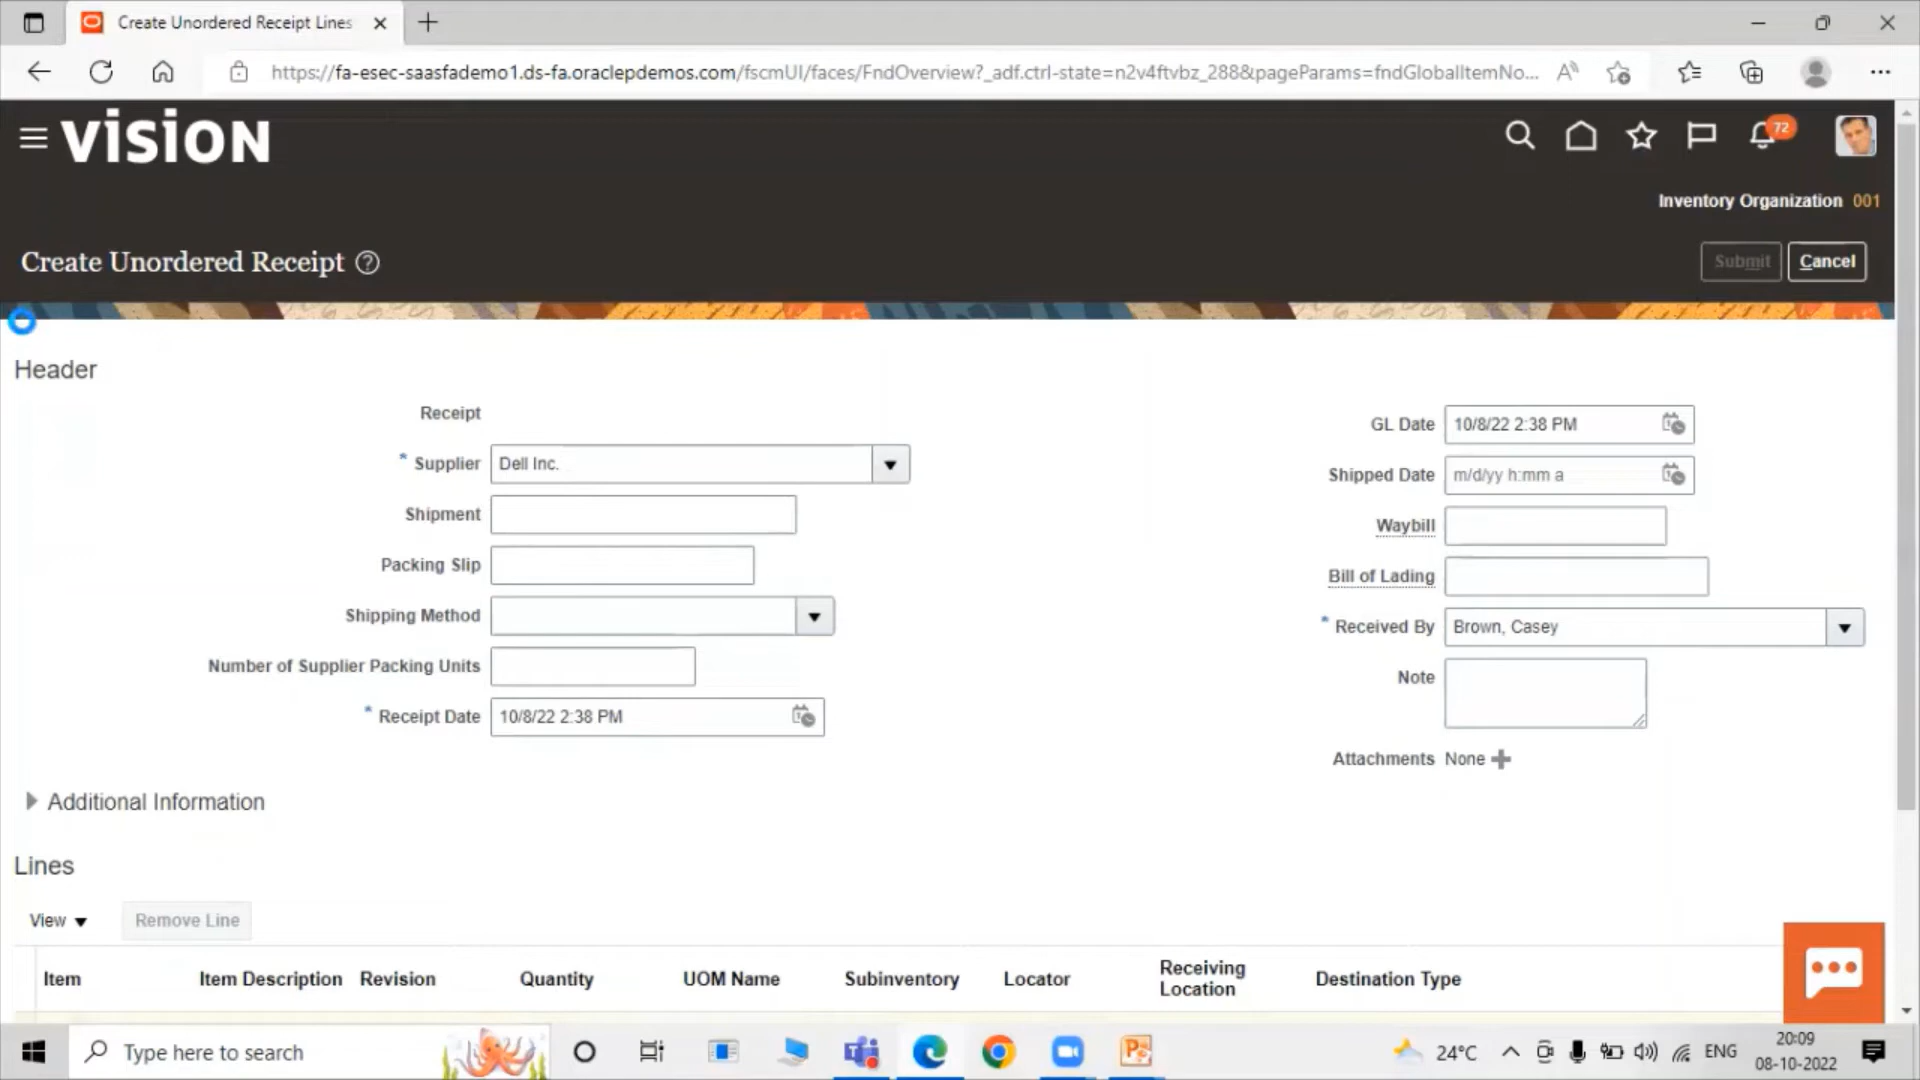 Create Unordered Receipt Lines
https://fa-esec-saasfademo1.ds-fa.oraclepdemos.com/fscmUI/faces/FndOverview?_adf.ctrl-state=n2v4ftvbz_288&pageParams=fndGlobalItemNo...
VISION
72
Inventory Organization 001
Create Unordered Receipt
Submit Cancel
Header
Receipt
* Supplier Dell Inc.
Shipment
Packing Slip
Shipping Method
Number of Supplier Packing Units
* Receipt Date 10/8/22 2:38 PM
GL Date 10/8/22 2:38 PM
Shipped Date m/d/yy h:mm a
Waybill
Bill of Lading
* Received By Brown, Casey
Note
Attachments None
Additional Information
Lines
View Remove Line
Item Item Description Revision Quantity UOM Name Subinventory Locator Receiving Location Destination Type
Type here to search
24°C ENG
20:09
08-10-2022